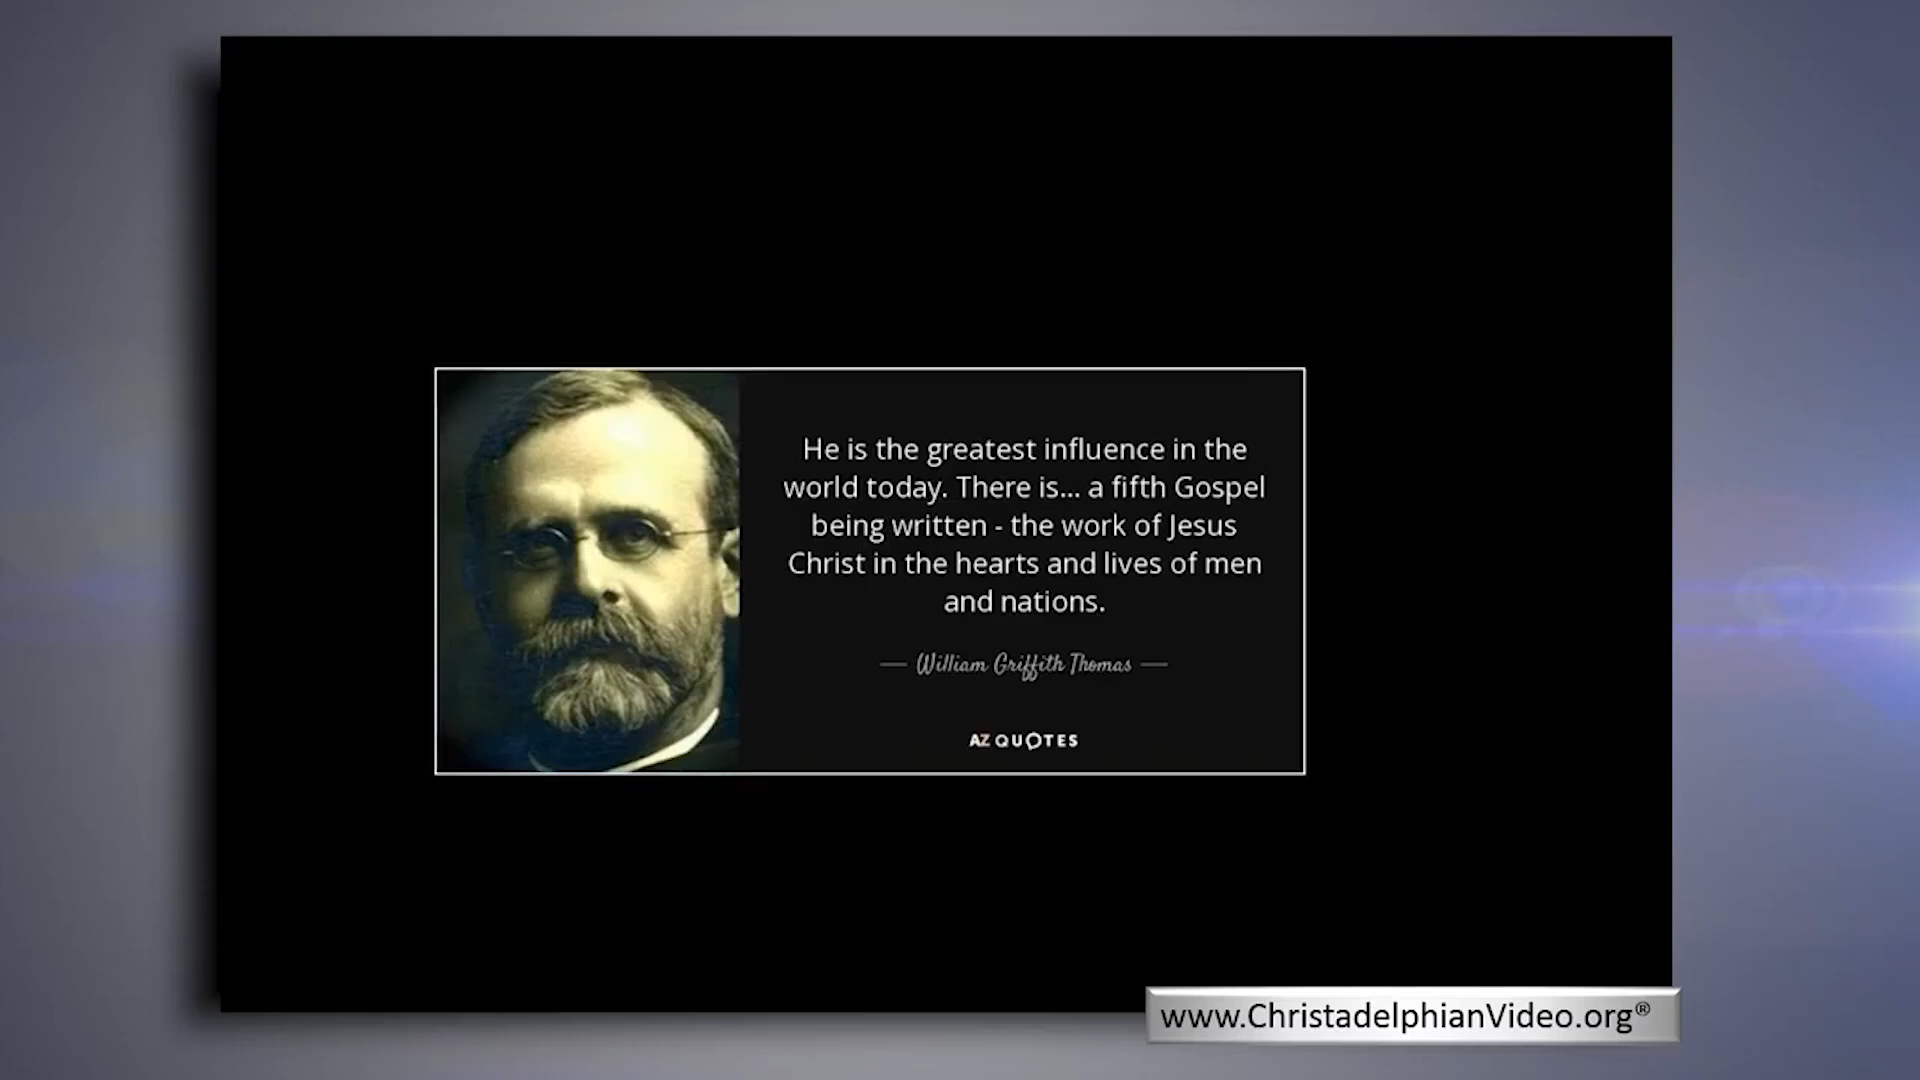 He is the greatest influence in the
world today. There is... a fifth Gospel
being written - the work of Jesus
Christ in the hearts and lives of men
and nations.
— William Griffith Thomas —
AZ QUOTES
www.ChristadelphianVideo.org®